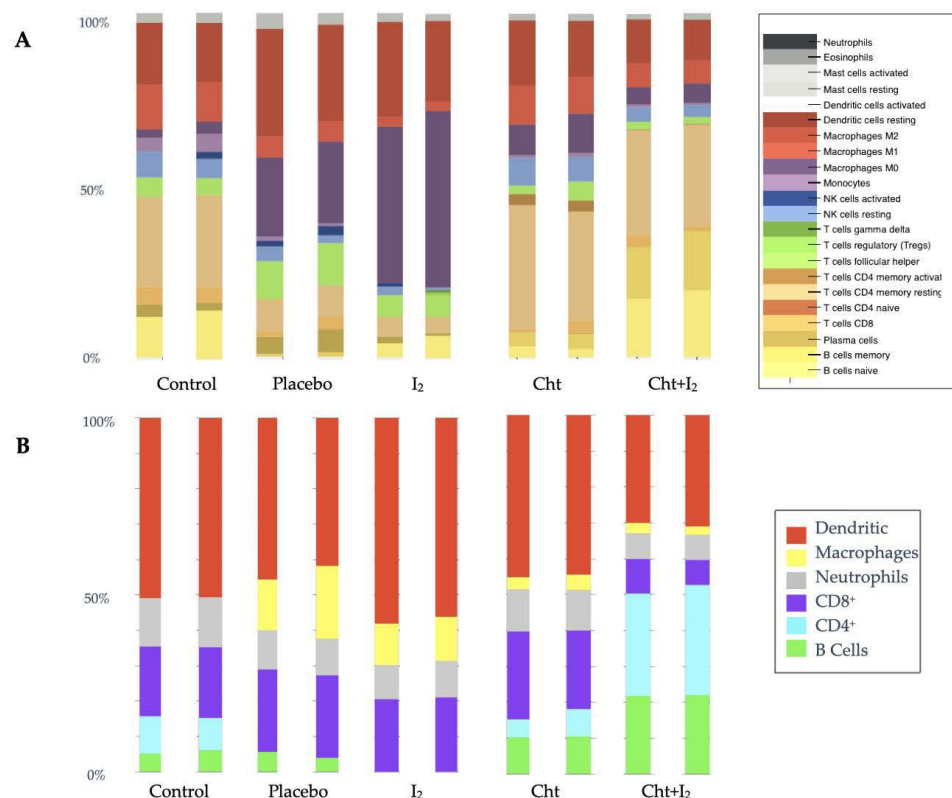 A
100%
50%
0%
Control
Placebo
I₂
Cht
Cht+I₂
Neutrophils
Eosinophils
Mast cells activated
Mast cells resting
Dendritic cells activated
Dendritic cells resting
Macrophages M2
Macrophages M1
Macrophages M0
Monocytes
NK cells activated
NK cells resting
T cells gamma delta
T cells regulatory (Tregs)
T cells follicular helper
T cells CD4 memory activat
T cells CD4 memory resting
T cells CD4 naive
T cells CD8
Plasma cells
B cells memory
B cells naive
B
100%
50%
0%
Control
Placebo
I₂
Cht
Cht+I₂
Dendritic
Macrophages
Neutrophils
CD8⁺
CD4⁺
B Cells